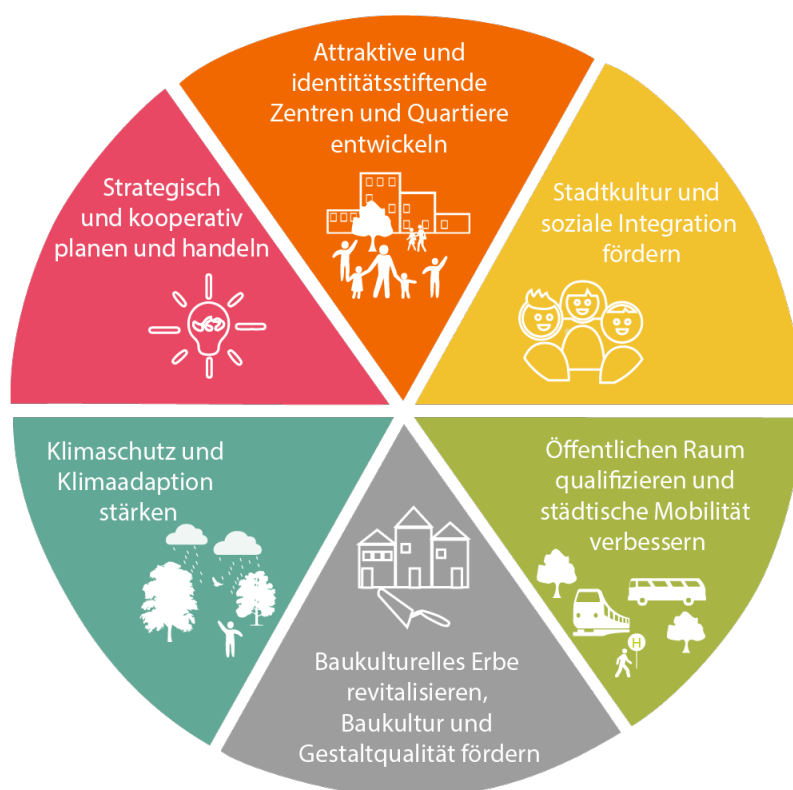 Attraktive und
identitätsstiftende
Zentren und Quartiere
entwickeln
Stadtkultur und
soziale Integration
fördern
Öffentlichen Raum
qualifizieren und
städtische Mobilität
verbessern
H
Baukulturelles Erbe
revitalisieren,
Baukultur und
Gestaltqualität fördern
Klimaschutz und
Klimaadaption
stärken
Strategisch
und kooperativ
planen und handeln